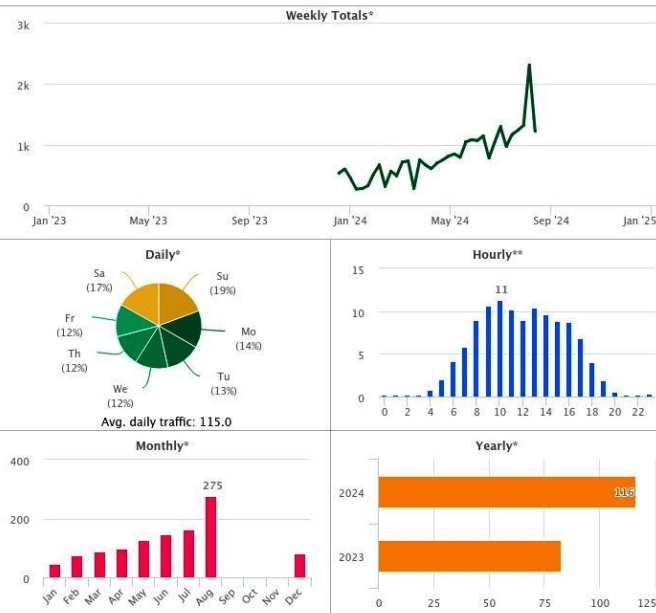 Weekly Totals*
3k
2k
1k
0
Jan '23
May '23
Sep '23
Jan '24
May '24
Sep '24
Jan '25
Daily*
Sa
(17%)
Su
(19%)
Fr
(12%)
Mo
(14%)
Th
(12%)
Tu
(13%)
We
(12%)
Avg. daily traffic: 115.0
Hourly**
15
10
5
0
11
0 2 4 6 8 10 12 14 16 18 20 22
Monthly*
400
200
0
275
Jan Feb Mar Apr May Jun Jul Aug Sep Oct Nov Dec
Yearly*
2024
116
2023
0 25 50 75 100 125